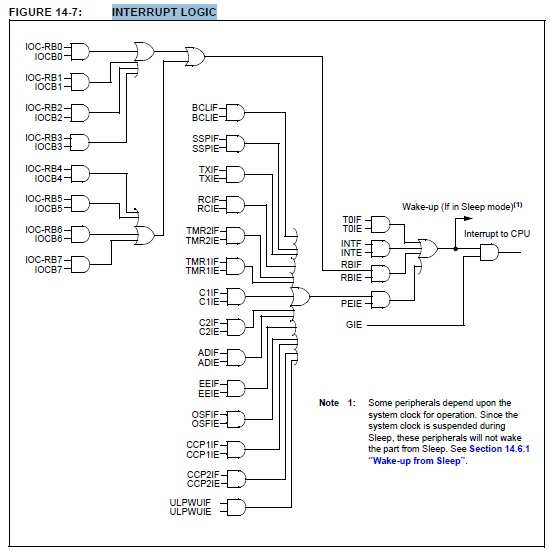 FIGURE 14-7: INTERRUPT LOGIC
IOC-RB0
IOCB0
IOC-RB1
IOCB1
IOC-RB2
IOCB2
IOC-RB3
IOCB3
IOC-RB4
IOCB4
IOC-RB5
IOCB5
IOC-RB6
IOCB6
IOC-RB7
IOCB7
BCLIF
BCLIE
SSPIF
SSPIE
TXIF
TXIE
RCIF
RCIE
TMR2IF
TMR2IE
TMR1IF
TMR1IE
C1IF
C1IE
C2IF
C2IE
ADIF
ADIE
EEIF
EEIE
OSFIF
OSFIE
CCP1IF
CCP1IE
CCP2IF
CCP2IE
ULPWUIF
ULPWUIE
T0IF
T0IE
INTF
INTE
RBIF
RBIE
PEIE
GIE
Wake-up (If in Sleep mode)(1)
Interrupt to CPU
Note 1: Some peripherals depend upon the
system clock for operation. Since the
system clock is suspended during
Sleep, these peripherals will not wake
the part from Sleep. See Section 14.6.1
“Wake-up from Sleep”.